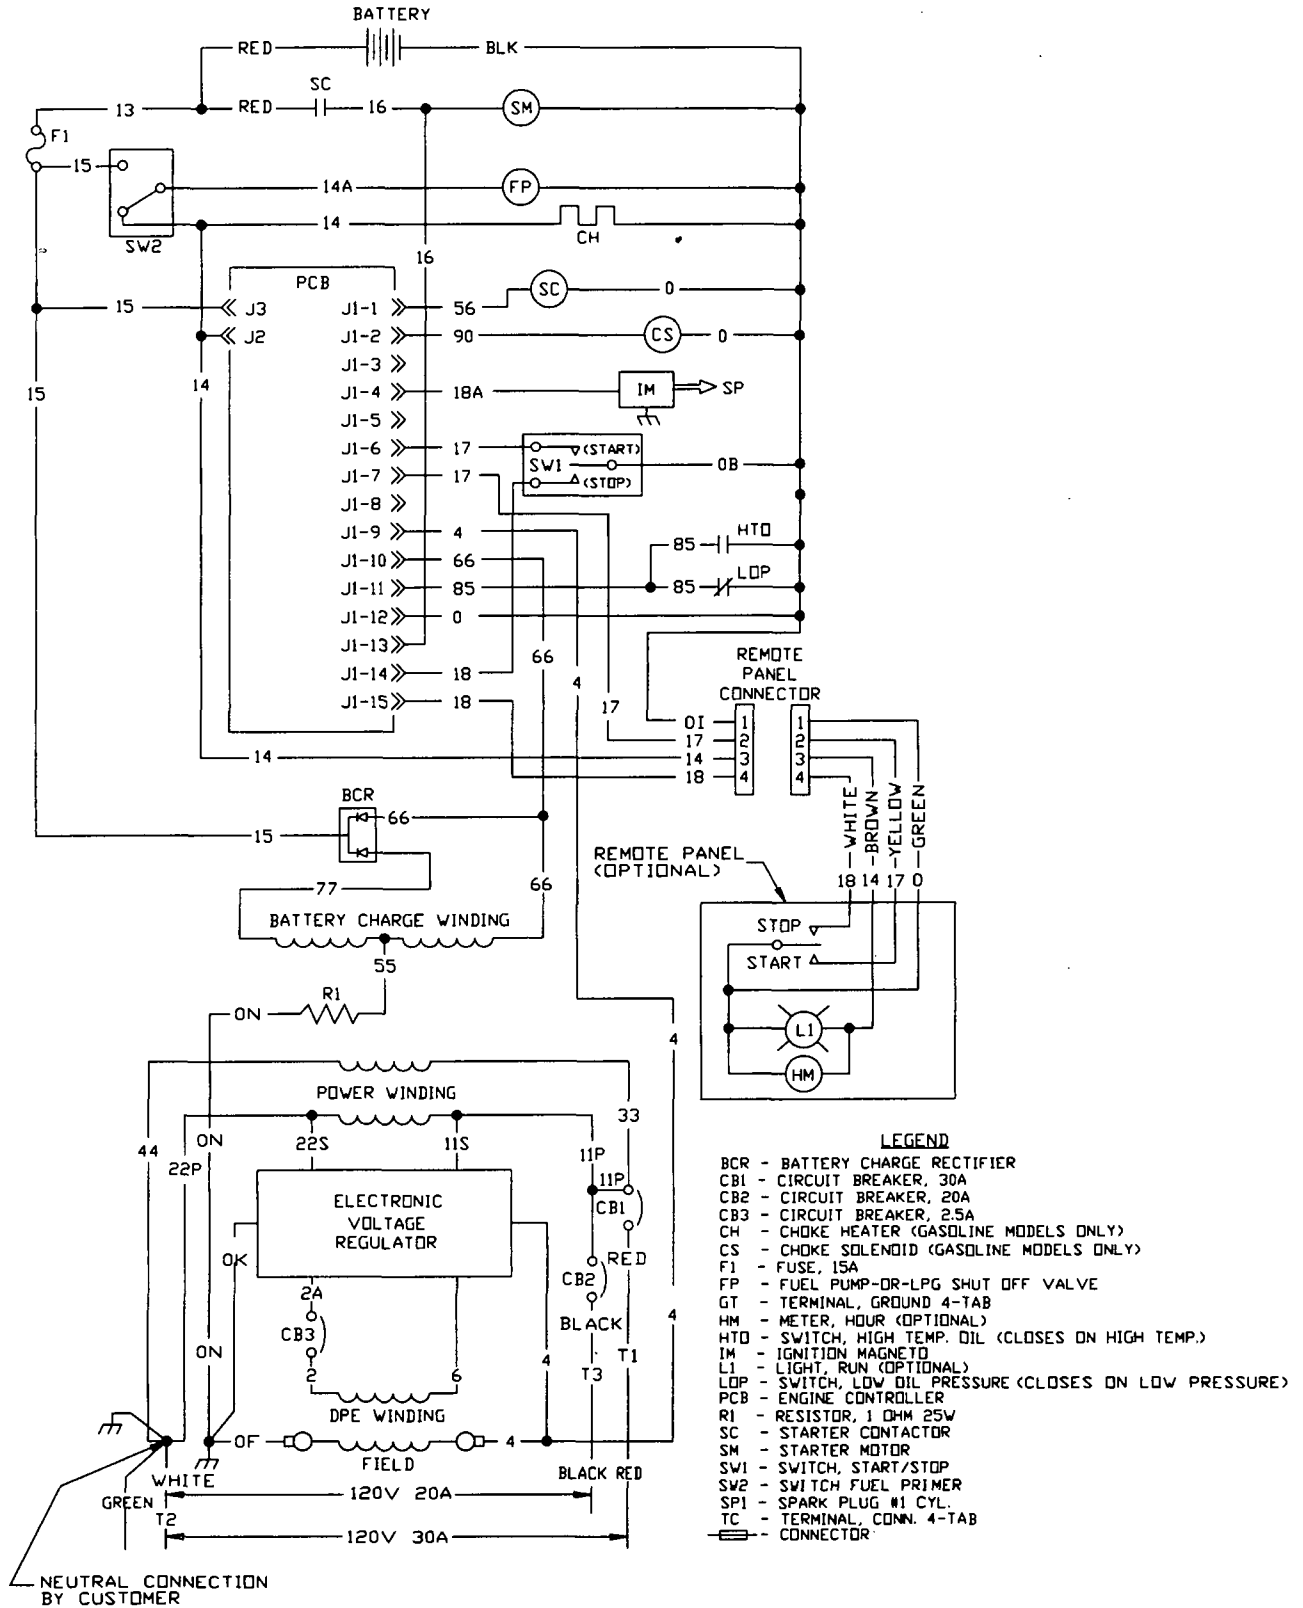 BATTERY
RED
BLK
SC
13
RED
16
SM
F1
15
14A
FP
14
CH
SW2
16
PCB
15
J3
J1-1
56
SC
0
J2
J1-2
90
CS
0
J1-3
14
15
J1-4
18A
IM
SP
J1-5
J1-6
17
(START)
SW1
0B
J1-7
17
(STOP)
J1-8
J1-9
4
HTO
85
J1-10
66
LOP
J1-11
85
85
J1-12
0
J1-13
66
REMOTE
PANEL
CONNECTOR
J1-14
18
4
J1-15
18
17
OI
1
1
17
2
2
14
14
3
3
18
4
4
BCR
66
15
WHITE
BROWN
YELLOW
GREEN
REMOTE PANEL
(OPTIONAL)
18
14
17
0
77
66
BATTERY CHARGE WINDING
STOP
START
55
R1
ON
L1
HM
4
POWER WINDING
33
44
ON
22S
11S
22P
11P
11P
CB1
ELECTRONIC
VOLTAGE
REGULATOR
OK
RED
CB2
2A
BLACK
CB3
4
ON
T1
4
T3
2
6
DPE WINDING
OF
4
FIELD
WHITE
BLACK
RED
GREEN
120V 20A
T2
120V 30A
NEUTRAL CONNECTION
BY CUSTOMER
LEGEND
BCR - BATTERY CHARGE RECTIFIER
CB1 - CIRCUIT BREAKER, 30A
CB2 - CIRCUIT BREAKER, 20A
CB3 - CIRCUIT BREAKER, 2.5A
CH - CHOKE HEATER (GASOLINE MODELS ONLY)
CS - CHOKE SOLENOID (GASOLINE MODELS ONLY)
F1 - FUSE, 15A
FP - FUEL PUMP-OR-LPG SHUT OFF VALVE
GT - TERMINAL, GROUND 4-TAB
HM - METER, HOUR (OPTIONAL)
HTO - SWITCH, HIGH TEMP. OIL (CLOSES ON HIGH TEMP.)
IM - IGNITION MAGNETO
L1 - LIGHT, RUN (OPTIONAL)
LOP - SWITCH, LOW OIL PRESSURE (CLOSES ON LOW PRESSURE)
PCB - ENGINE CONTROLLER
R1 - RESISTOR, 1 OHM 25W
SC - STARTER CONTACTOR
SM - STARTER MOTOR
SW1 - SWITCH, START/STOP
SW2 - SWITCH FUEL PRIMER
SP1 - SPARK PLUG #1 CYL.
TC - TERMINAL, CONN. 4-TAB
- CONNECTOR